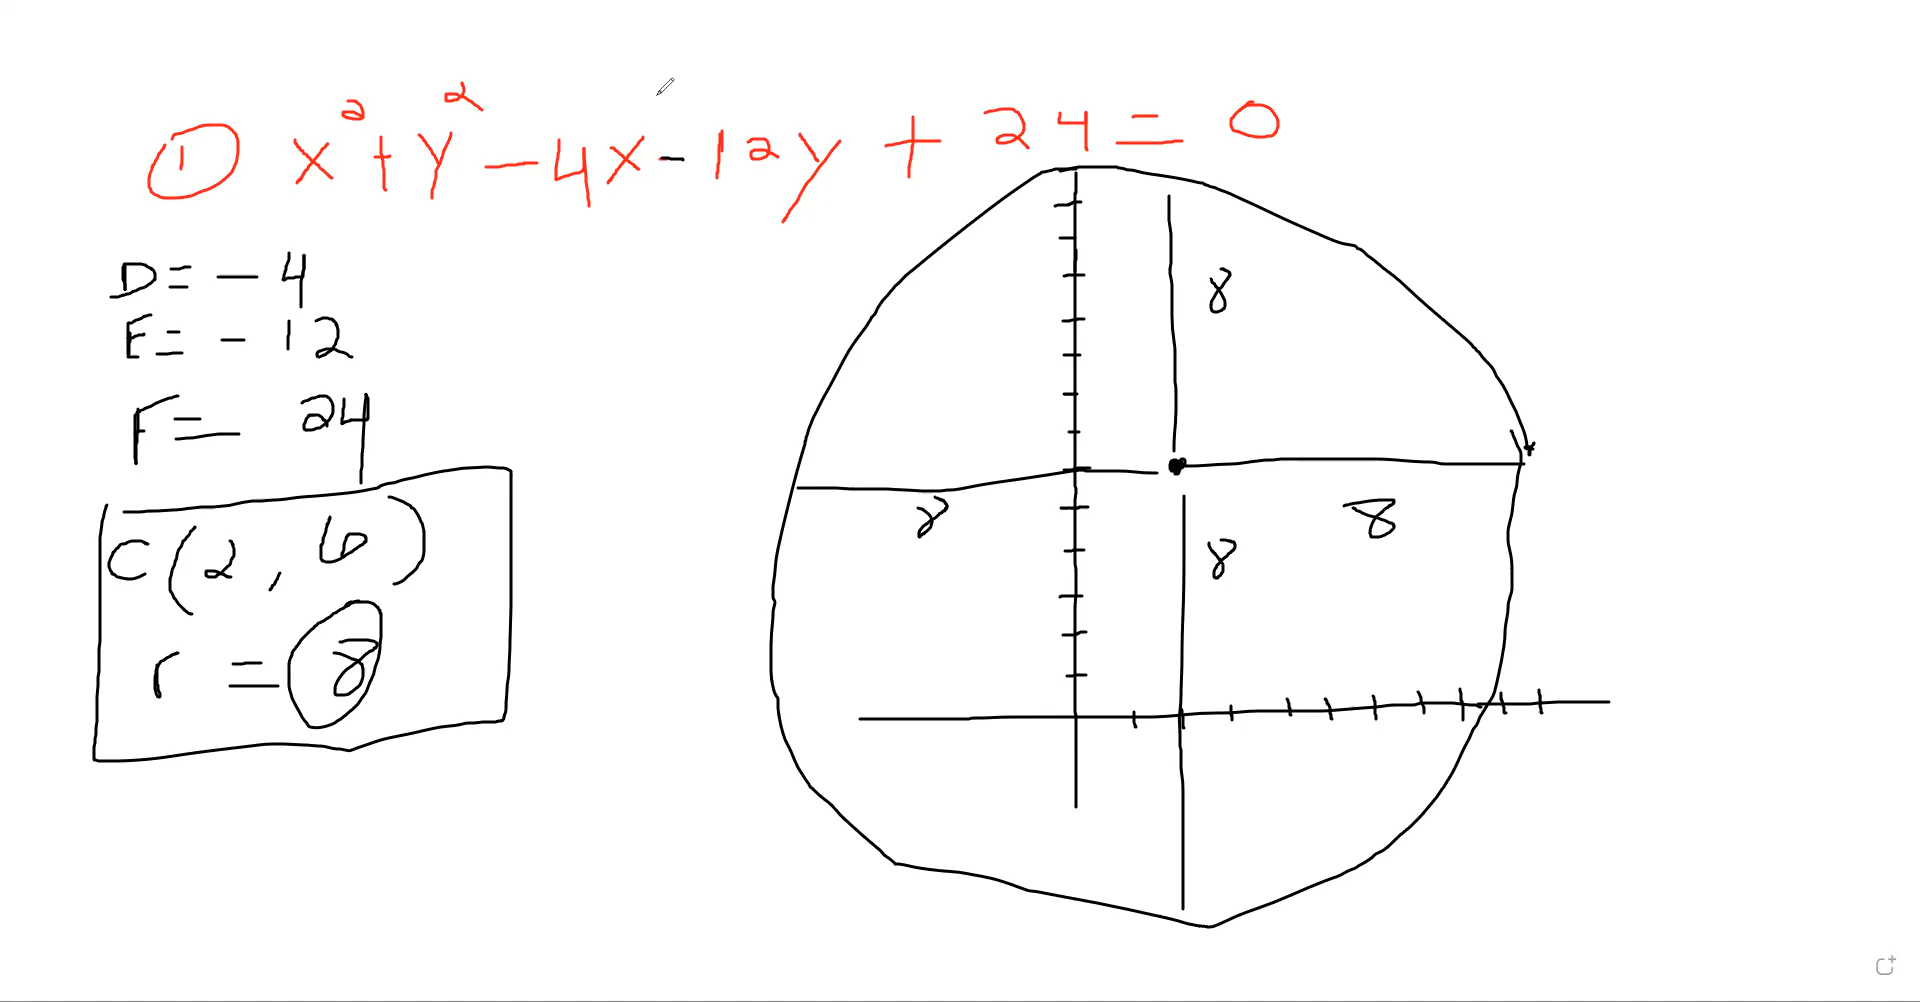 ① x² + y² - 4x - 12y + 24 = 0
D = - 4
E = - 12
F = 24
C (2, 6)
r = 8
8
8
8
8